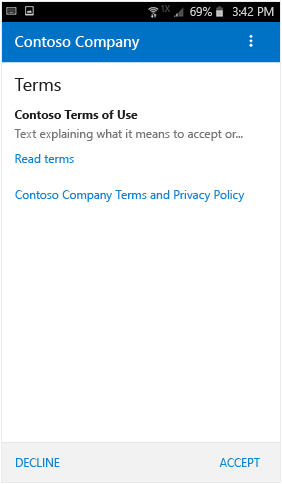 1X 69% 3:42 PM
Contoso Company
Terms
Contoso Terms of Use
Text explaining what it means to accept or...
Read terms
Contoso Company Terms and Privacy Policy
DECLINE ACCEPT